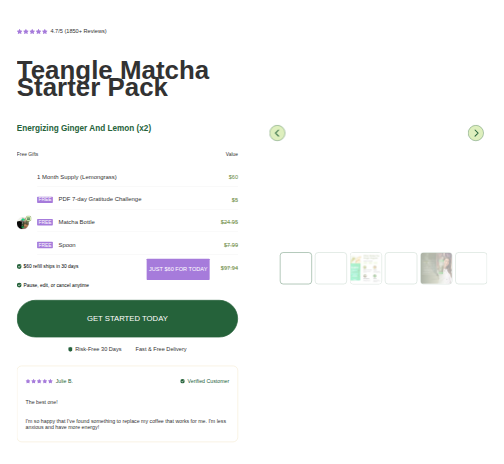 4.7/5 (1850+ Reviews)
Teangle Matcha
Starter Pack
Energizing Ginger And Lemon (x2)
Free Gifts Value
1 Month Supply (Lemongrass) $60
FREE PDF 7-day Gratitude Challenge $6
FREE Matcha Bottle $24.95
FREE Spoon $7.99
$60 refill ships in 30 days JUST $60 FOR TODAY $97.94
Pause, edit, or cancel anytime
GET STARTED TODAY
Risk-Free 30 Days Fast & Free Delivery
Julie B. Verified Customer
The best one!
I'm so happy that I've found something to replace my coffee that works for me. I'm less
anxious and have more energy!